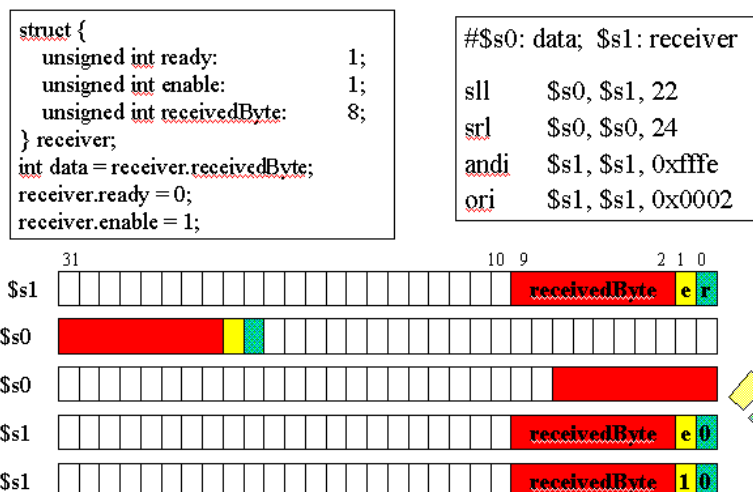 struct {
unsigned int ready: 1;
unsigned int enable: 1;
unsigned int receivedByte: 8;
} receiver;
int data = receiver.receivedByte;
receiver.ready = 0;
receiver.enable = 1;
#$s0: data; $s1: receiver
sll $s0, $s1, 22
srl $s0, $s0, 24
andi $s1, $s1, 0xfffe
ori $s1, $s1, 0x0002
31 10 9 2 1 0
$s1 receivedByte e r
$s0
$s0
$s1 receivedByte e 0
$s1 receivedByte 1 0